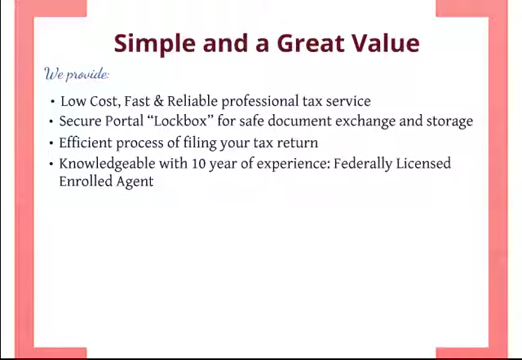 Simple and a Great Value
We provide:
• Low Cost, Fast & Reliable professional tax service
• Secure Portal “Lockbox” for safe document exchange and storage
• Efficient process of filing your tax return
• Knowledgeable with 10 year of experience: Federally Licensed
Enrolled Agent